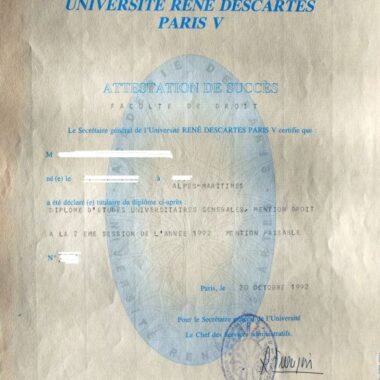 UNIVERSITÉ RENÉ DESCARTES
PARIS V
ATTESTATION DE SUCCÈS
FACULTE DE DROIT
Le Secrétaire général de l'Université RENÉ DESCARTES PARIS V certifie que :
M
né (e) le à
ALPES-MARITIMES
a été déclaré (e) titulaire du diplôme ci-après
DIPLOME D'ETUDES UNIVERSITAIRES GENERALES, MENTION DROIT
A LA 2 EME SESSION DE L'ANNEE 1992 MENTION PASSABLE
N°
Paris, le 20 OCTOBRE 1992
Pour le Secrétaire général de l'Université
Le Chef des Services administratifs.